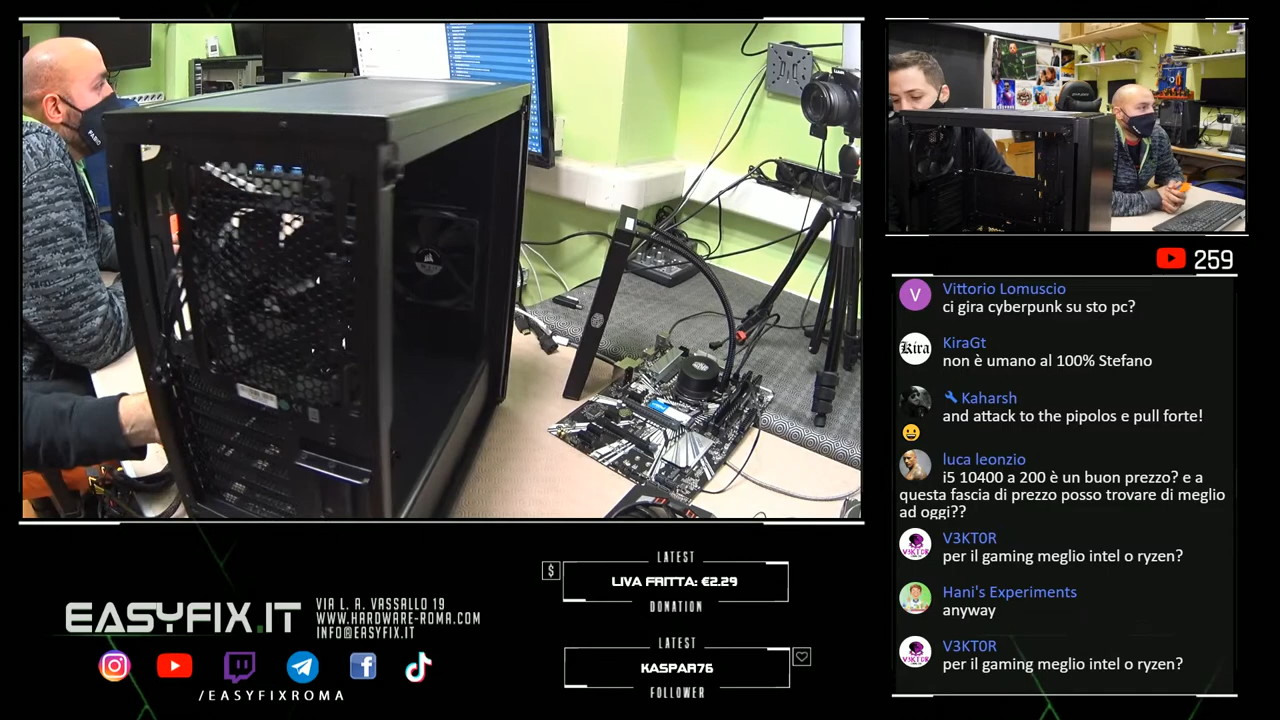 FABIO
259
Vittorio Lomuscio
ci gira cyberpunk su sto pc?
KiraGt
non è umano al 100% Stefano
Kaharsh
and attack to the pipolos e pull forte!
luca leonzio
i5 10400 a 200 è un buon prezzo? e a
questa fascia di prezzo posso trovare di meglio
ad oggi??
V3KT0R
per il gaming meglio intel o ryzen?
Hani's Experiments
anyway
V3KT0R
per il gaming meglio intel o ryzen?
LATEST
$
LIVA FRITTA: €2.29
DONATION
LATEST
KASPAR76
FOLLOWER
EASYFIX.IT
VIA L. A. VASSALLO 19
WWW.HARDWARE-ROMA.COM
INFO@EASYFIX.IT
/EASYFIXROMA